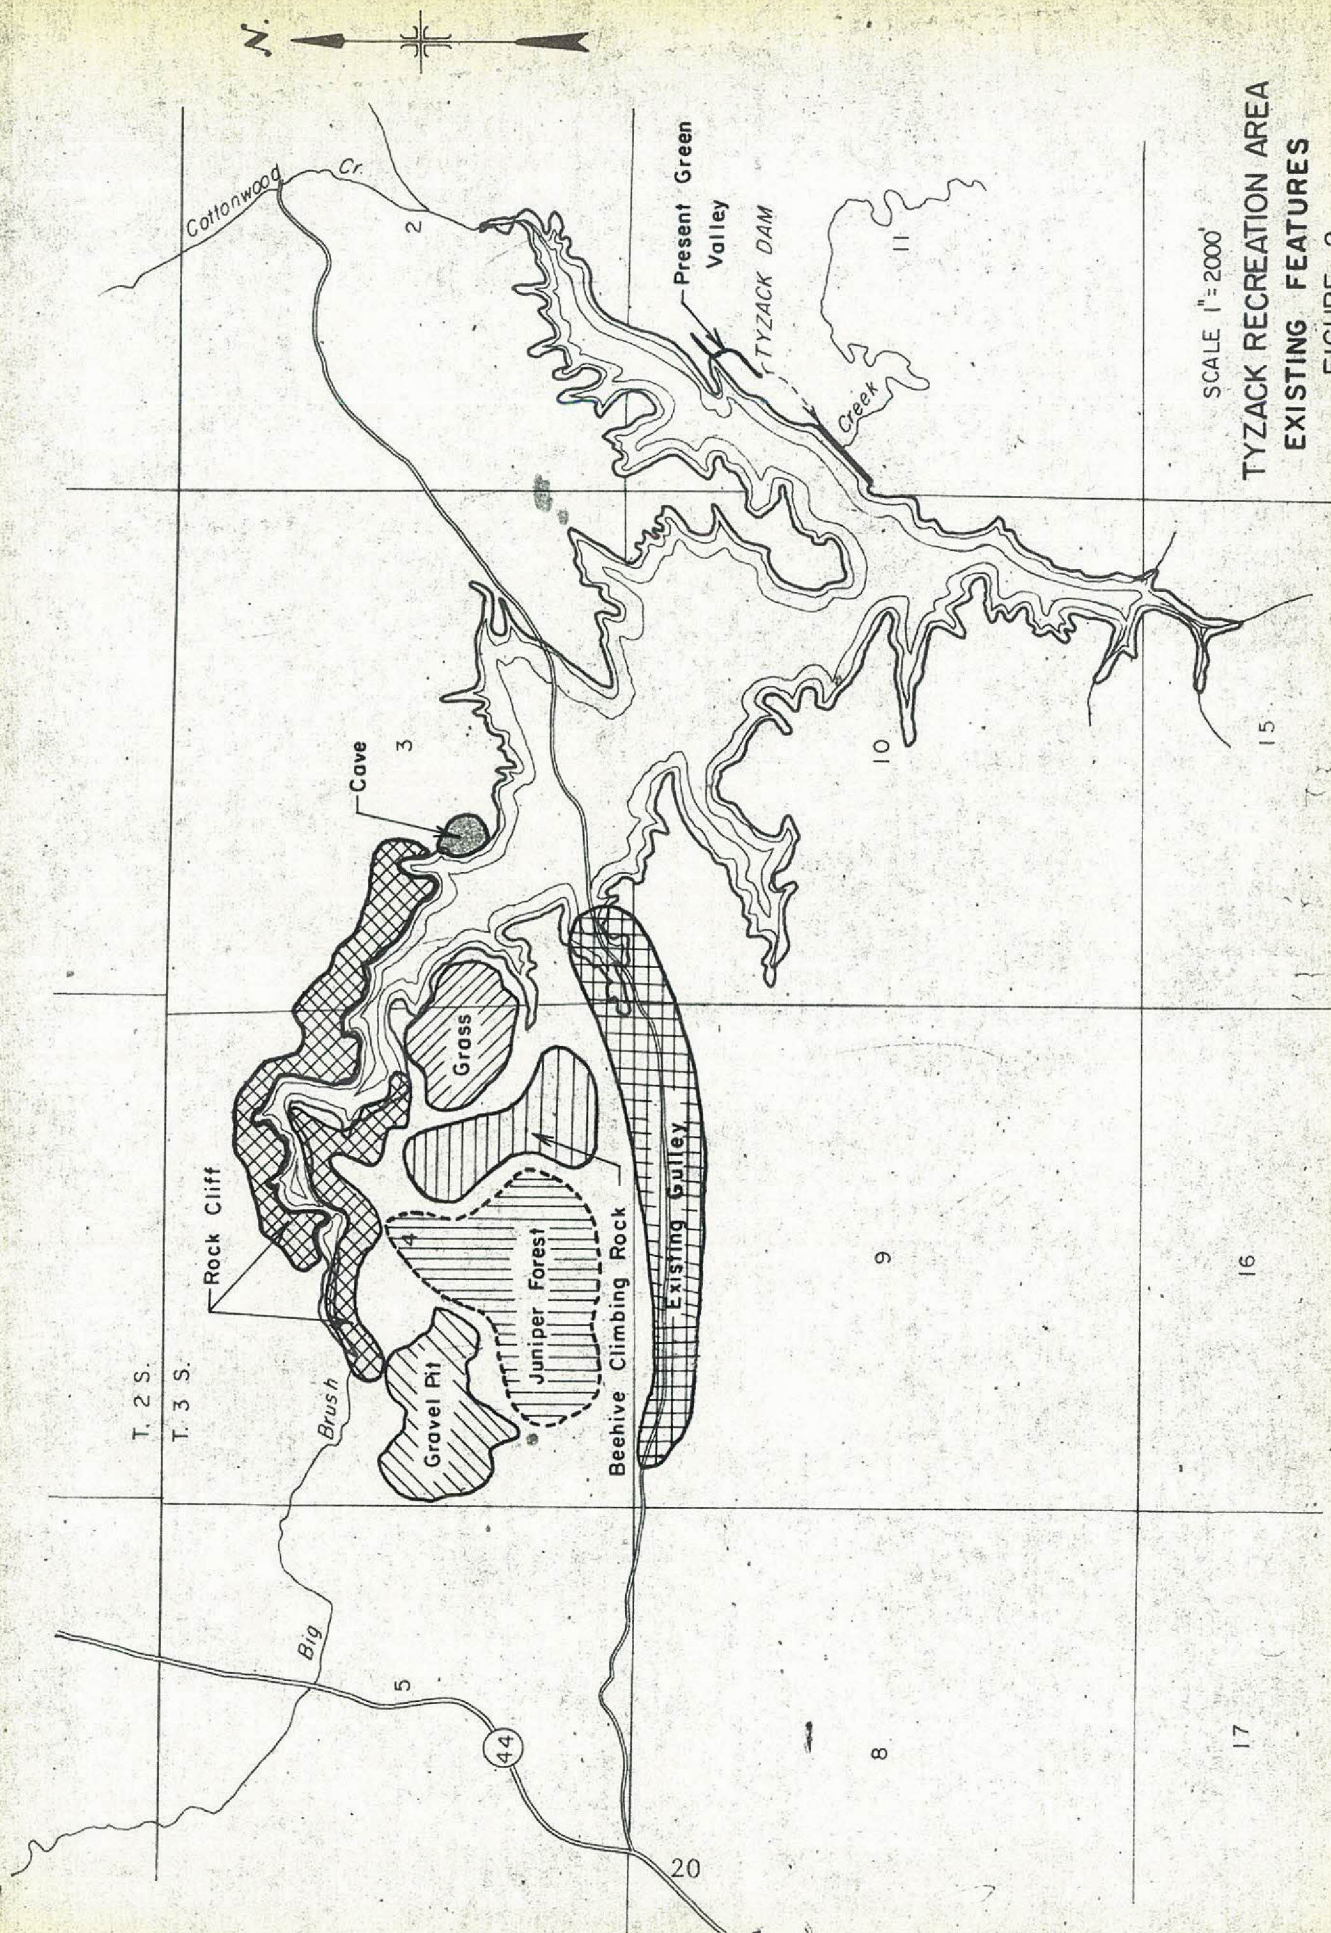 N.
Cottonwood
Cr.
2
Present Green
Valley
TYZACK DAM
11
Creek
Cave
3
10
15
Rock Cliff
Grass
T. 2 S.
T. 3 S.
Brush
Gravel Pit
4
Juniper Forest
Beehive Climbing Rock
Existing Gulley
9
16
Big
5
44
8
17
20
SCALE 1"= 2000'
TYZACK RECREATION AREA
EXISTING FEATURES